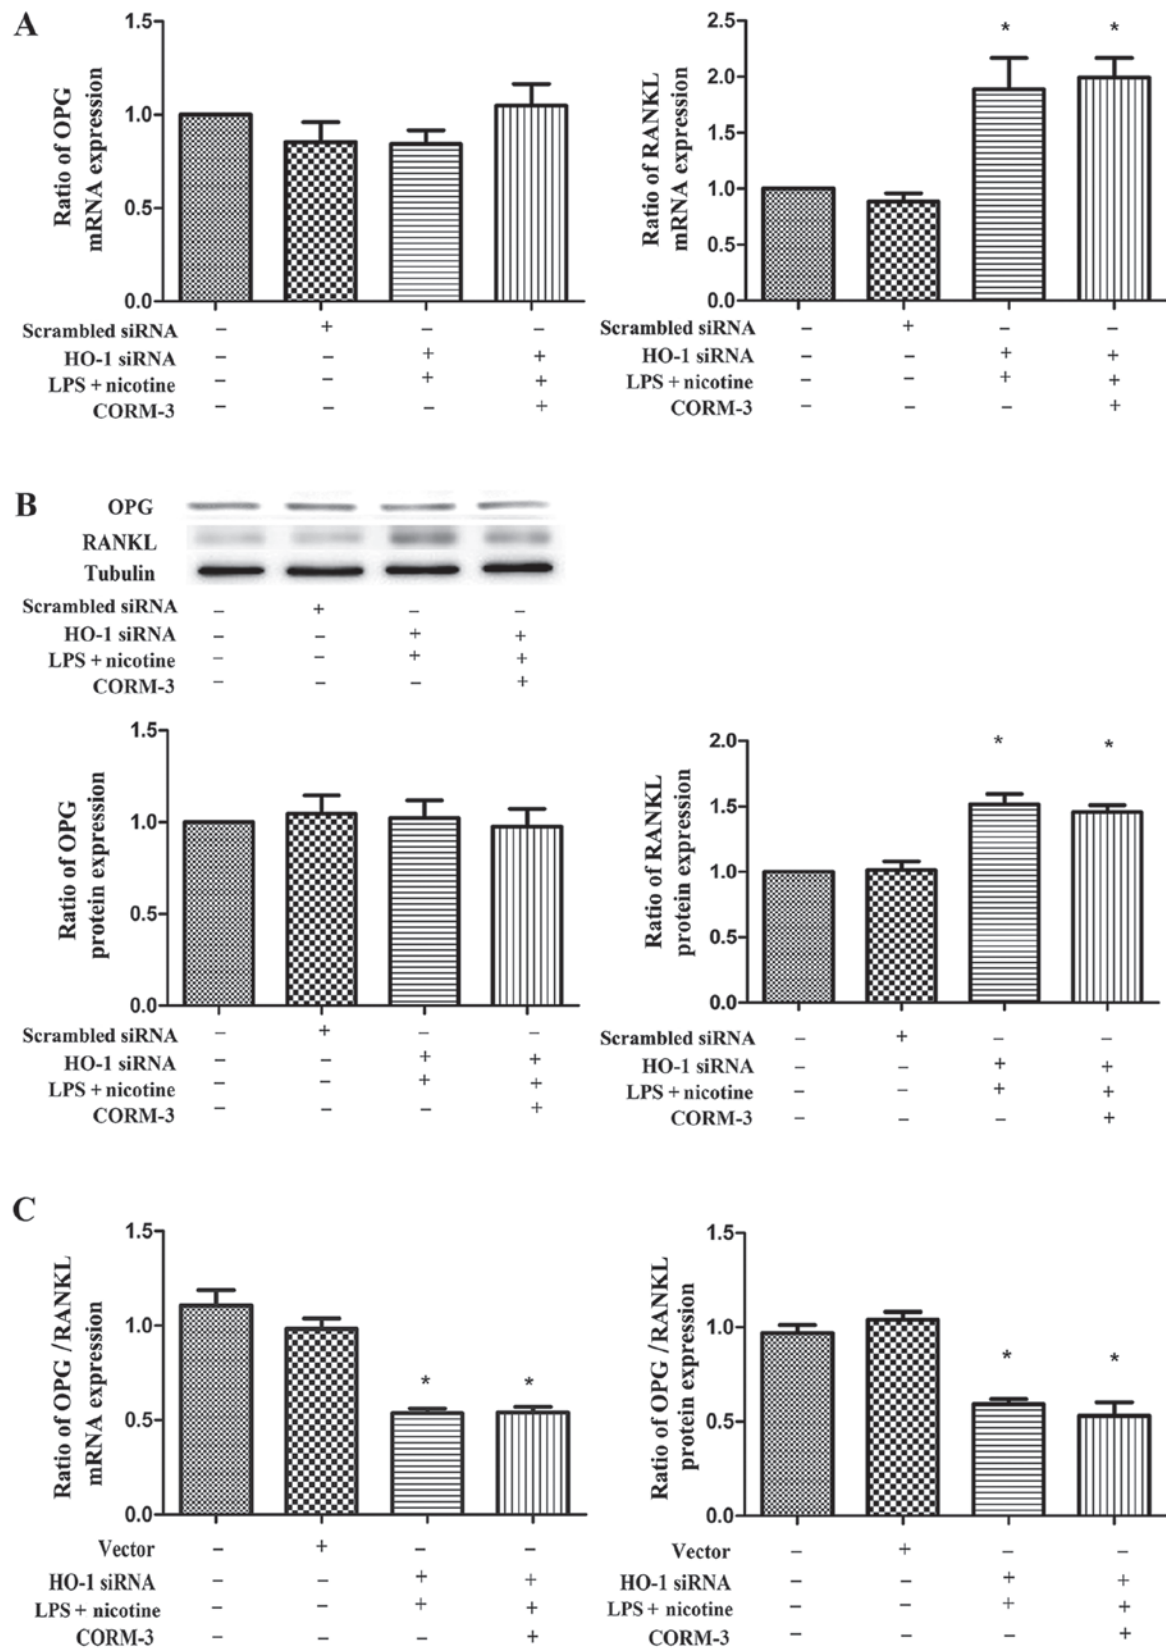 A
Ratio of OPG
mRNA expression
1.5
1.0
0.5
0.0
Scrambled siRNA – + – –
HO-1 siRNA – – + +
LPS + nicotine – – + +
CORM-3 – – – +
Ratio of RANKL
mRNA expression
2.5
2.0
1.5
1.0
0.5
0.0
* *
Scrambled siRNA – + – –
HO-1 siRNA – – + +
LPS + nicotine – – + +
CORM-3 – – – +
B
OPG
RANKL
Tubulin
Scrambled siRNA – + – –
HO-1 siRNA – – + +
LPS + nicotine – – + +
CORM-3 – – – +
Ratio of OPG
protein expression
1.5
1.0
0.5
0.0
Scrambled siRNA – + – –
HO-1 siRNA – – + +
LPS + nicotine – – + +
CORM-3 – – – +
Ratio of RANKL
protein expression
2.0
1.5
1.0
0.5
0.0
* *
Scrambled siRNA – + – –
HO-1 siRNA – – + +
LPS + nicotine – – + +
CORM-3 – – – +
C
Ratio of OPG /RANKL
mRNA expression
1.5
1.0
0.5
0.0
* *
Vector – + – –
HO-1 siRNA – – + +
LPS + nicotine – – + +
CORM-3 – – – +
Ratio of OPG /RANKL
protein expression
1.5
1.0
0.5
0.0
* *
Vector – + – –
HO-1 siRNA – – + +
LPS + nicotine – – + +
CORM-3 – – – +